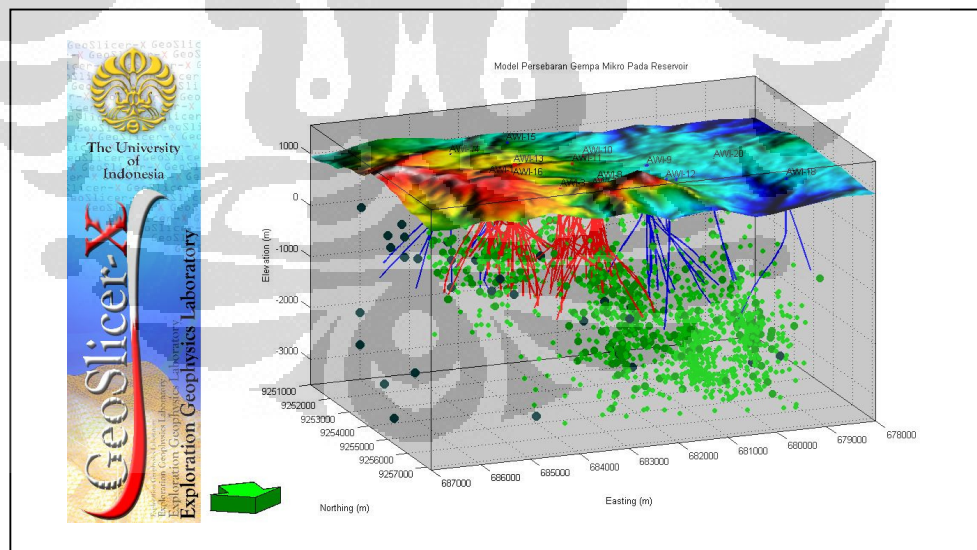 The University
of
Indonesia
GeoSlicer-X
Exploration Geophysics Laboratory
Exploration Geophysics Laboratory
Model Persebaran Gempa Mikro Pada Reservoir
AWI-15
AWI-10
AWI-13
AWI-11
AWI-9
AWI-20
AWI-16
AWI-12
AWI-18
Elevation (m)
1000
0
-1000
-2000
-3000
9251000
9252000
9253000
9254000
9255000
9256000
9257000
Northing (m)
687000
686000
685000
684000
683000
682000
681000
680000
679000
678000
Easting (m)